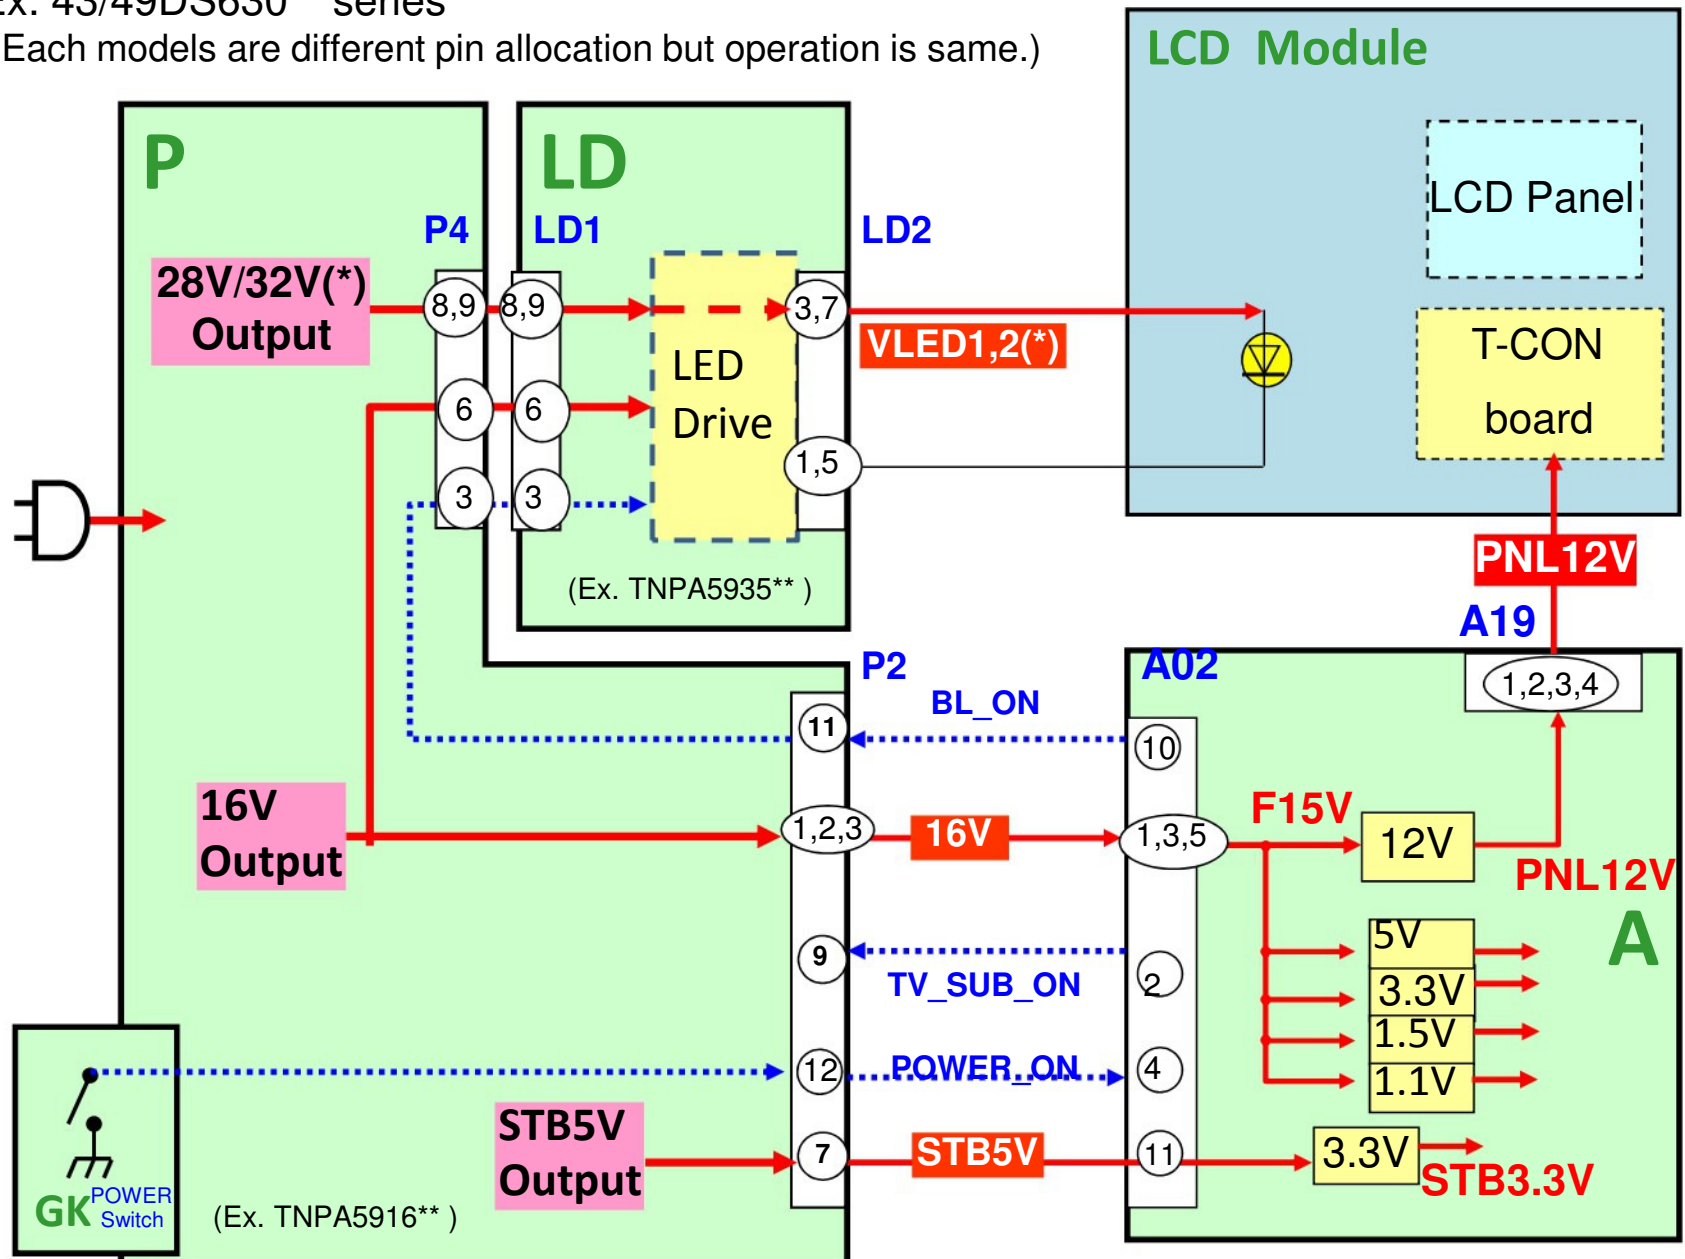 Ex. 43/49DS630** series
(Each models are different pin allocation but operation is same.)
LCD Module
LCD Panel
T-CON
board
PNL12V
A19
P
LD
P4
LD1
LD2
28V/32V(*)
Output
8,9
8,9
3,7
VLED1,2(*)
LED
Drive
6
6
1,5
3
3
(Ex. TNPA5935** )
P2
A02
1,2,3,4
BL_ON
11
10
16V
Output
1,2,3
16V
1,3,5
F15V
12V
PNL12V
A
9
TV_SUB_ON
2
5V
3.3V
1.5V
1.1V
12
POWER_ON
4
STB5V
Output
7
STB5V
11
3.3V
STB3.3V
GK
POWER
Switch
(Ex. TNPA5916** )